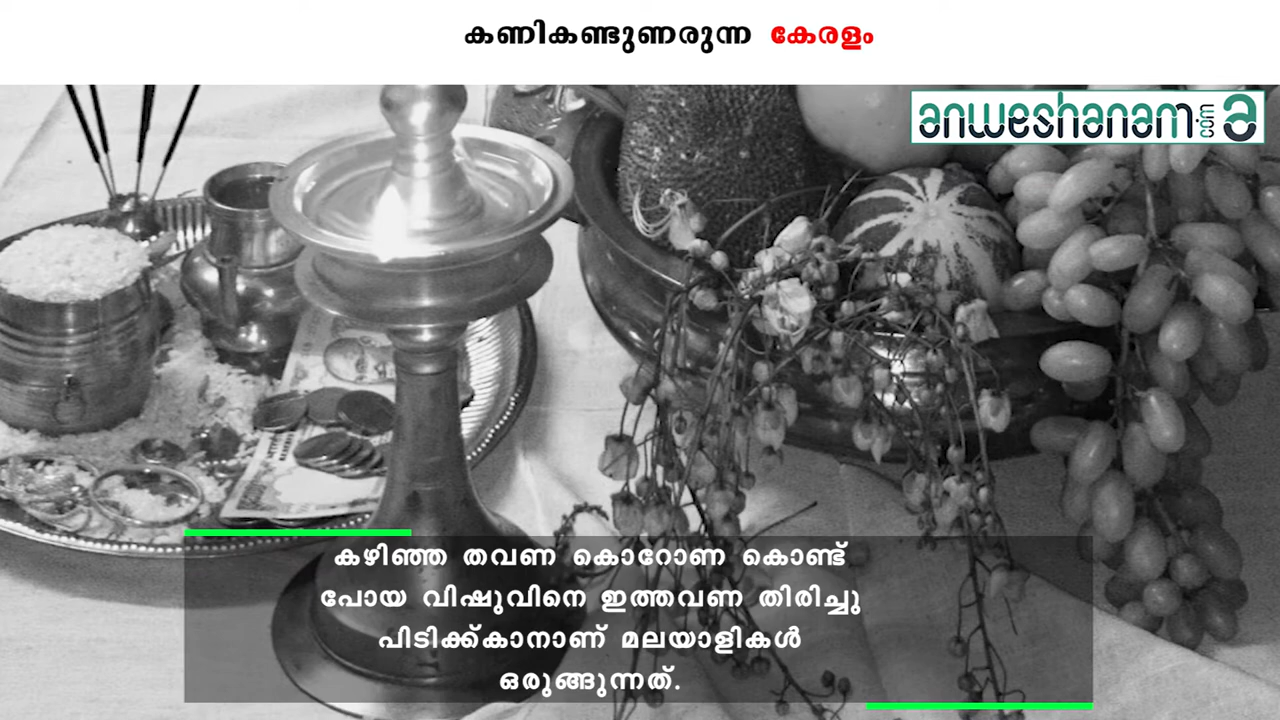 കണികണ്ടുണരുന്ന കേരളം
anweshanam.com a
കഴിഞ്ഞ തവണ കൊറോണ കൊണ്ട്
പോയ വിഷുവിനെ ഇത്തവണ തിരിച്ചു
പിടിക്ക്കാനാണ് മലയാളികൾ
ഒരുങ്ങുന്നത്.